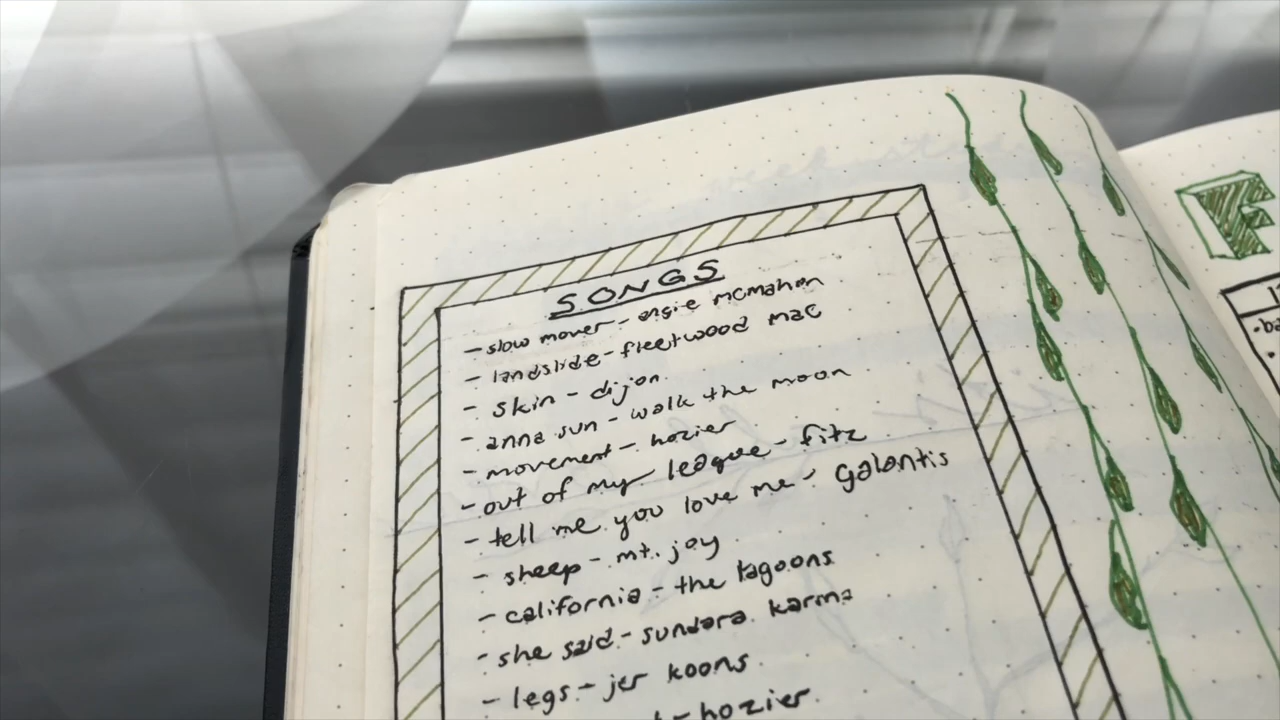 SONGS
- slow mover - angie mcmahon
- landslide - fleetwood mac
- skin - dijon
- anna sun - walk the moon
- movement - hozier
- out of my league - fitz
- tell me you love me - Galantis
- sheep - mt. joy
- california - the lagoons
- she said - sundara karma
- legs - jer koons
- hozier
F